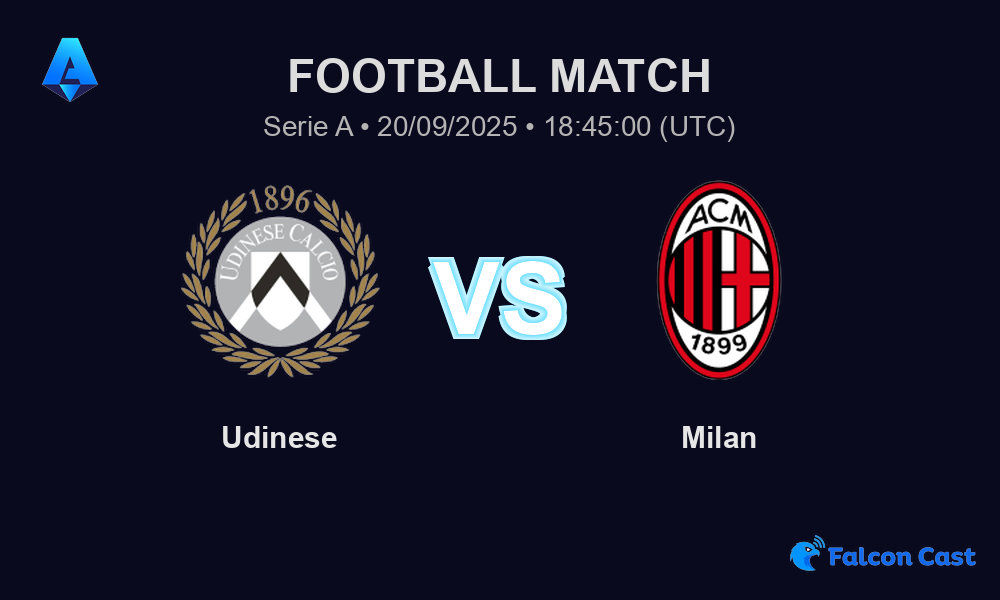 FOOTBALL MATCH
Serie A • 20/09/2025 • 18:45:00 (UTC)
1896
UDINESE CALCIO
VS
ACM
1899
Udinese
Milan
Falcon Cast